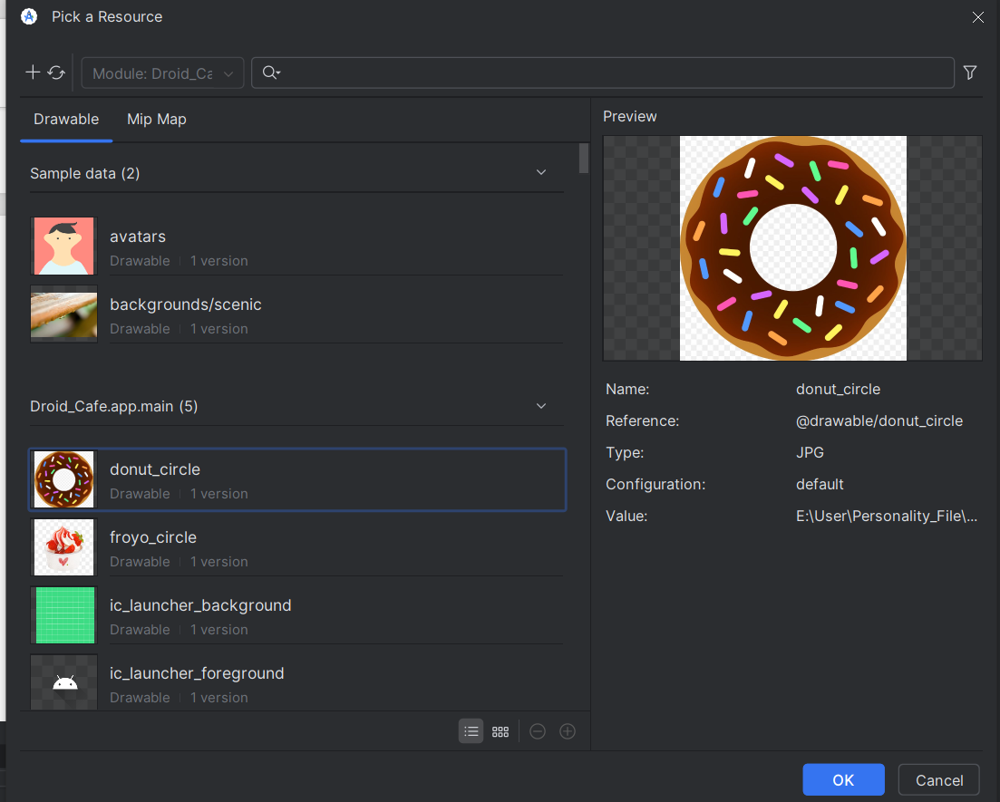 Pick a Resource
Module: Droid_Ca
Drawable
Mip Map
Sample data (2)
avatars
Drawable 1 version
backgrounds/scenic
Drawable 1 version
Droid_Cafe.app.main (5)
donut_circle
Drawable 1 version
froyo_circle
Drawable 1 version
ic_launcher_background
Drawable 1 version
ic_launcher_foreground
Drawable 1 version
Preview
Name: donut_circle
Reference: @drawable/donut_circle
Type: JPG
Configuration: default
Value: E:\User\Personality_File\...
OK
Cancel